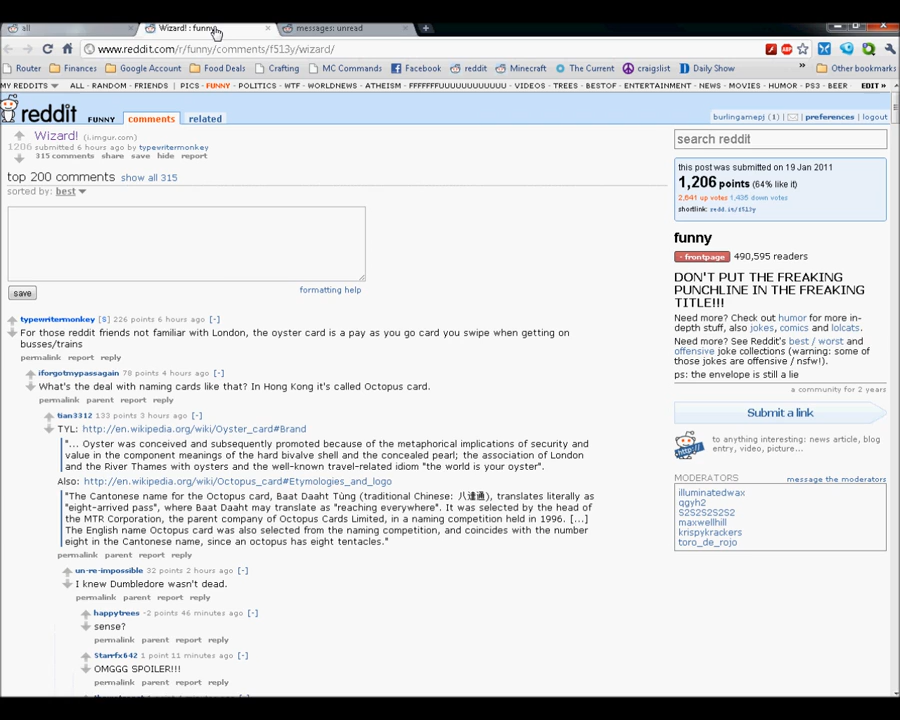 all
Wizard! : funny
messages: unread
www.reddit.com/r/funny/comments/f513y/wizard/
Router Finances Google Account Food Deals Crafting MC Commands Facebook reddit Minecraft The Current craigslist Daily Show » Other bookmarks
MY REDDITS ALL - RANDOM - FRIENDS | PICS - FUNNY - POLITICS - WTF - WORLDNEWS - ATHEISM - FFFFFFFUUUUUUUUUUUU - VIDEOS - TREES - BESTOF - ENTERTAINMENT - NEWS - MOVIES - HUMOR - PS3 - BEER EDIT »
reddit FUNNY comments related
burlingamepj (1) | preferences | logout
Wizard! (i.imgur.com)
1206 submitted 6 hours ago by typewritermonkey
315 comments share save hide report
top 200 comments show all 315
sorted by: best
save
formatting help
typewritermonkey [S] 226 points 6 hours ago [-]
For those reddit friends not familiar with London, the oyster card is a pay as you go card you swipe when getting on
busses/trains
permalink report reply
iforgotmypassagain 78 points 4 hours ago [-]
What's the deal with naming cards like that? In Hong Kong it's called Octopus card.
permalink parent report reply
tian3312 133 points 3 hours ago [-]
TYL: http://en.wikipedia.org/wiki/Oyster_card#Brand
"... Oyster was conceived and subsequently promoted because of the metaphorical implications of security and
value in the component meanings of the hard bivalve shell and the concealed pearl; the association of London
and the River Thames with oysters and the well-known travel-related idiom "the world is your oyster".
Also: http://en.wikipedia.org/wiki/Octopus_card#Etymologies_and_logo
"The Cantonese name for the Octopus card, Baat Daaht Tùng (traditional Chinese: 八達通), translates literally as
"eight-arrived pass", where Baat Daaht may translate as "reaching everywhere". It was selected by the head of
the MTR Corporation, the parent company of Octopus Cards Limited, in a naming competition held in 1996. [...]
The English name Octopus card was also selected from the naming competition, and coincides with the number
eight in the Cantonese name, since an octopus has eight tentacles."
permalink parent report reply
un-re-impossible 32 points 2 hours ago [-]
I knew Dumbledore wasn't dead.
permalink parent report reply
happytrees -2 points 46 minutes ago [-]
sense?
permalink parent report reply
Starrfx642 1 point 11 minutes ago [-]
OMGGG SPOILER!!!
permalink parent report reply
search reddit
this post was submitted on 19 Jan 2011
1,206 points (64% like it)
2,641 up votes 1,435 down votes
shortlink: redd.it/f513y
funny
- frontpage 490,595 readers
DON'T PUT THE FREAKING
PUNCHLINE IN THE FREAKING
TITLE!!!
Need more? Check out humor for more in-
depth stuff, also jokes, comics and lolcats.
Need more? See Reddit's best / worst and
offensive joke collections (warning: some of
those jokes are offensive / nsfw!).
ps: the envelope is still a lie
a community for 2 years
Submit a link
to anything interesting: news article, blog
entry, video, picture...
MODERATORS message the moderators
illuminatedwax
qgyh2
S2S2S2S2S2
maxwellhill
krispykrackers
toro_de_rojo